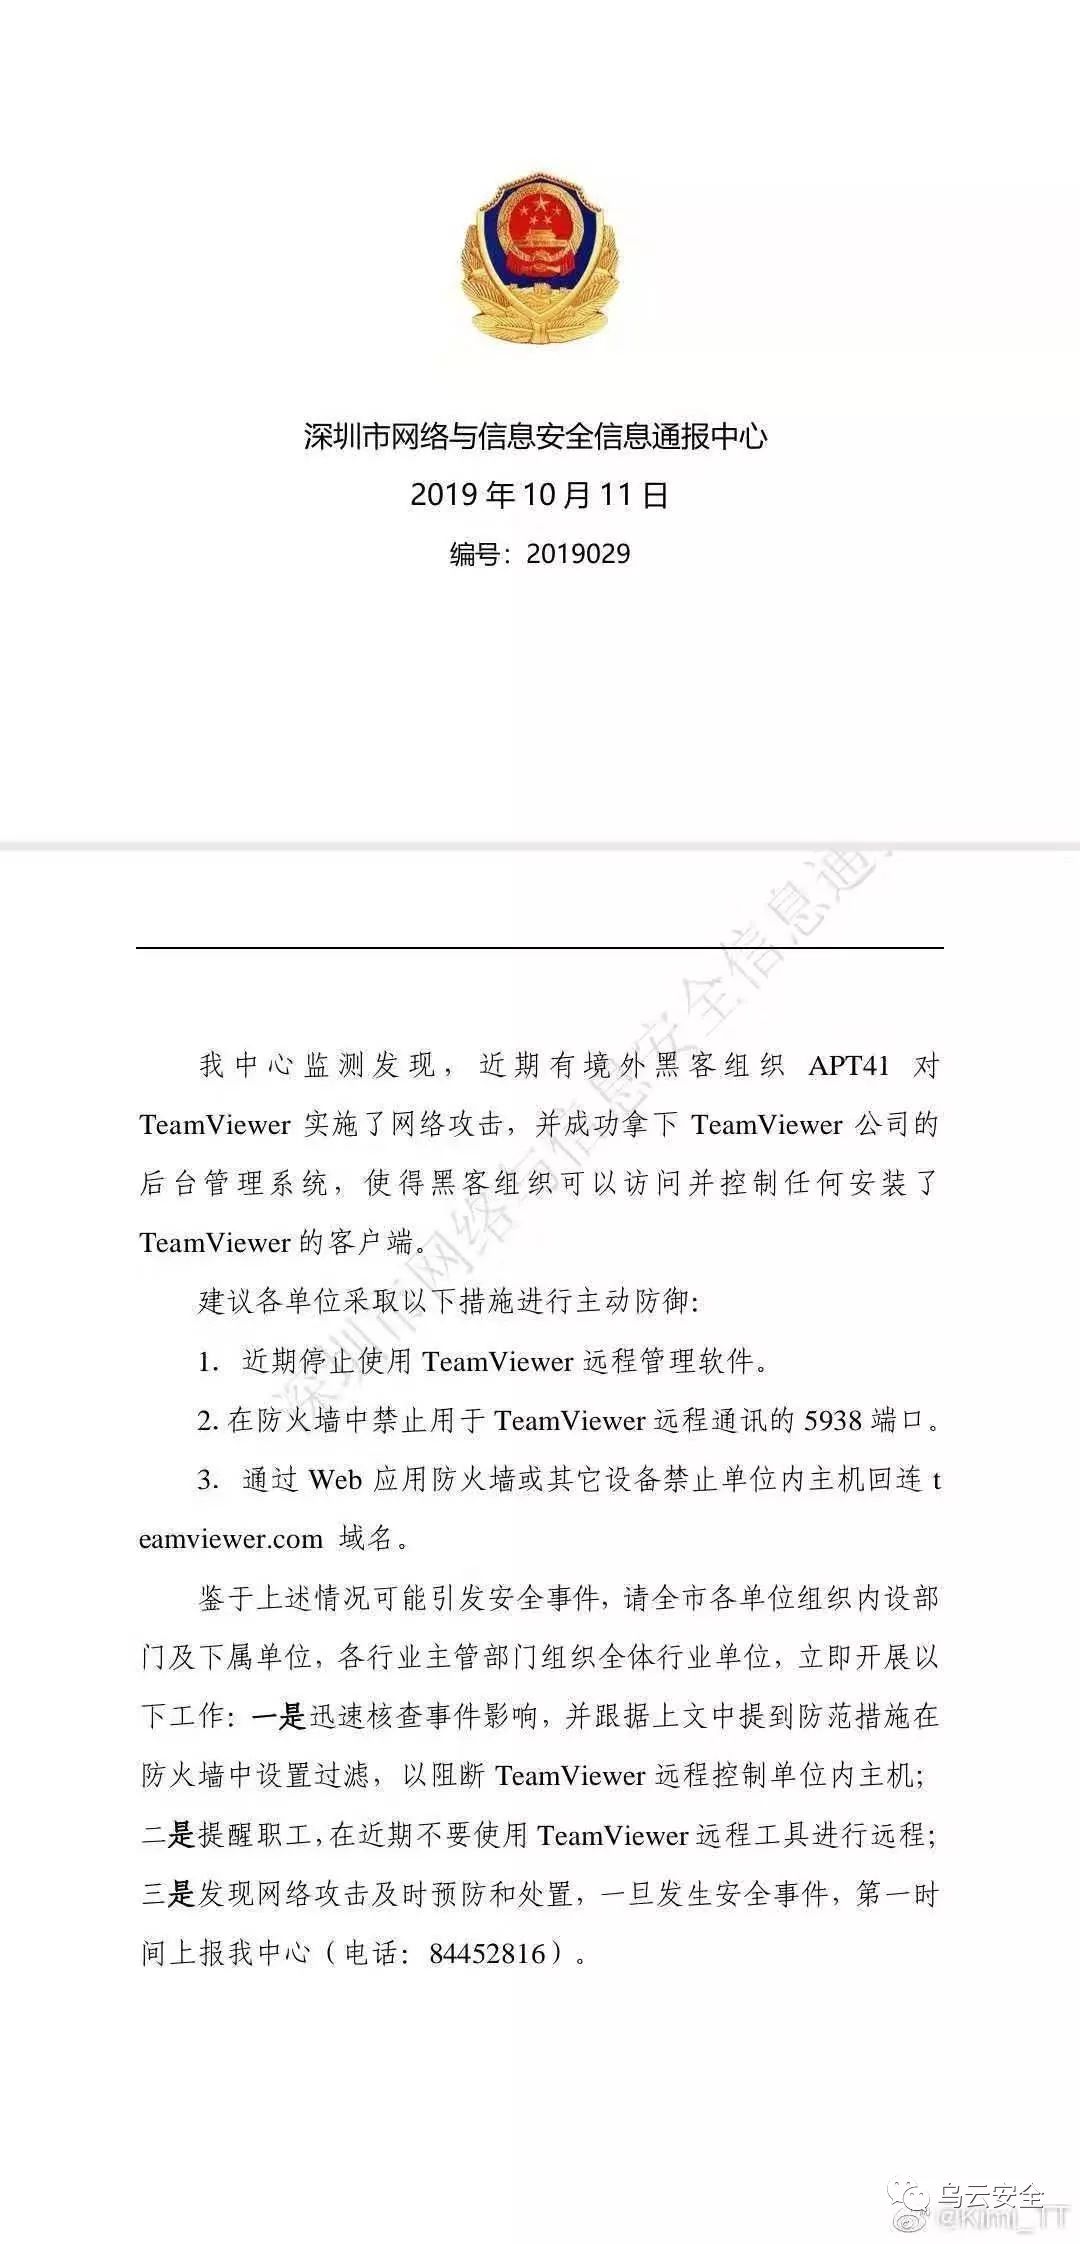 深圳市网络与信息安全信息通报中心
2019 年 10 月 11 日
编号：2019029
深圳市网络与信息安全信息通
我中心监测发现，近期有境外黑客组织 APT41 对
TeamViewer 实施了网络攻击，并成功拿下 TeamViewer 公司的
后台管理系统，使得黑客组织可以访问并控制任何安装了
TeamViewer 的客户端。
建议各单位采取以下措施进行主动防御：
1. 近期停止使用 TeamViewer 远程管理软件。
2. 在防火墙中禁止用于 TeamViewer 远程通讯的 5938 端口。
3. 通过 Web 应用防火墙或其它设备禁止单位内主机回连 t
eamviewer.com 域名。
鉴于上述情况可能引发安全事件，请全市各单位组织内设部
门及下属单位，各行业主管部门组织全体行业单位，立即开展以
下工作：一是迅速核查事件影响，并跟据上文中提到防范措施在
防火墙中设置过滤，以阻断 TeamViewer 远程控制单位内主机；
二是提醒职工，在近期不要使用 TeamViewer 远程工具进行远程；
三是发现网络攻击及时预防和处置，一旦发生安全事件，第一时
间上报我中心（电话：84452816）。
乌云安全
@Kimi_TT